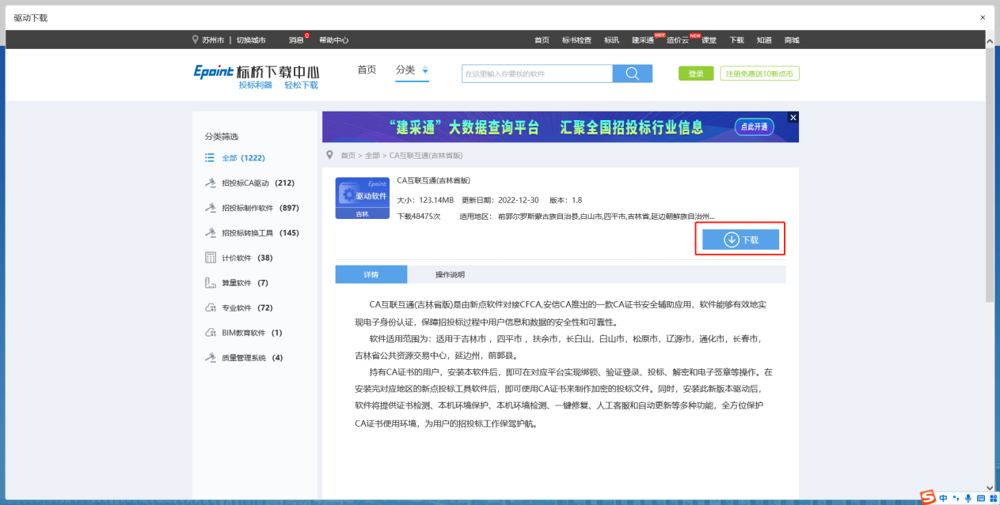 驱动下载
×
苏州市 | 切换城市 消息 0 帮助中心 首页 标书检查 标讯 建采通 HOT 造价云 NEW 课堂 下载 知道 商城
Epoint 标桥下载中心
投标利器 轻松下载
首页 分类
在这里输入你要找的软件
登录 注册免费送10新点币
分类筛选
全部 (1222)
招投标CA驱动 (212)
招投标制作软件 (897)
招投标转换工具 (145)
计价软件 (38)
算量软件 (7)
专业软件 (72)
BIM教育软件 (1)
质量管理系统 (4)
“建采通”大数据查询平台 汇聚全国招投标行业信息 点此开通 X
首页 > 全部 > CA互联互通(吉林省版)
Epoint
驱动软件
吉林
CA互联互通(吉林省版)
大小：123.14MB 更新日期：2022-12-30 版本：1.8
下载48475次 适用地区： 前郭尔罗斯蒙古族自治县,白山市,四平市,吉林省,延边朝鲜族自治州...
下载
详情 操作说明
CA互联互通(吉林省版)是由新点软件对接CFCA,安信CA推出的一款CA证书安全辅助应用，软件能够有效地实
现电子身份认证，保障招投标过程中用户信息和数据的安全性和可靠性。
软件适用范围为：适用于吉林市 ，四平市 ，扶余市，长白山，白山市，松原市，辽源市，通化市，长春市，
吉林省公共资源交易中心，延边州，前郭县。
持有CA证书的用户，安装本软件后，即可在对应平台实现绑锁、验证登录、投标、解密和电子签章等操作。在
安装完对应地区的新点投标工具软件后，即可使用CA证书来制作加密的投标文件。同时，安装此新版本驱动后，
软件将提供证书检测、本机环境保护、本机环境检测、一键修复、人工客服和自动更新等多种功能，全方位保护
CA证书使用环境，为用户的招投标工作保驾护航。
S 中